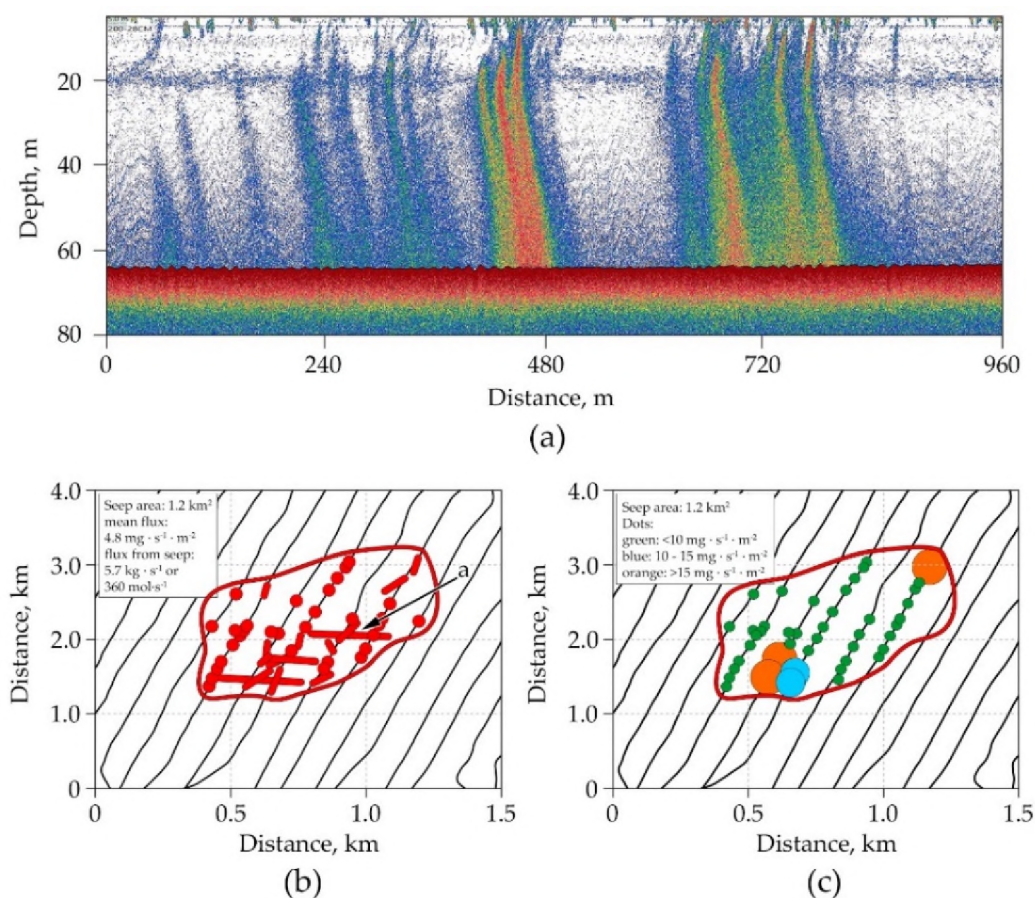 200-28CM
20
40
60
80
Depth, m
0 240 480 720 960
Distance, m
(a)
4.0
3.0
2.0
1.0
0
Distance, km
Seep area: 1.2 km²
mean flux:
4.8 mg · s⁻¹ · m⁻²
flux from seep:
5.7 kg · s⁻¹ or
360 mol·s⁻¹
a
0 0.5 1.0 1.5
Distance, km
(b)
4.0
3.0
2.0
1.0
0
Distance, km
Seep area: 1.2 km²
Dots:
green: <10 mg · s⁻¹ · m⁻²
blue: 10 - 15 mg · s⁻¹ · m⁻²
orange: >15 mg · s⁻¹ · m⁻²
0 0.5 1.0 1.5
Distance, km
(c)